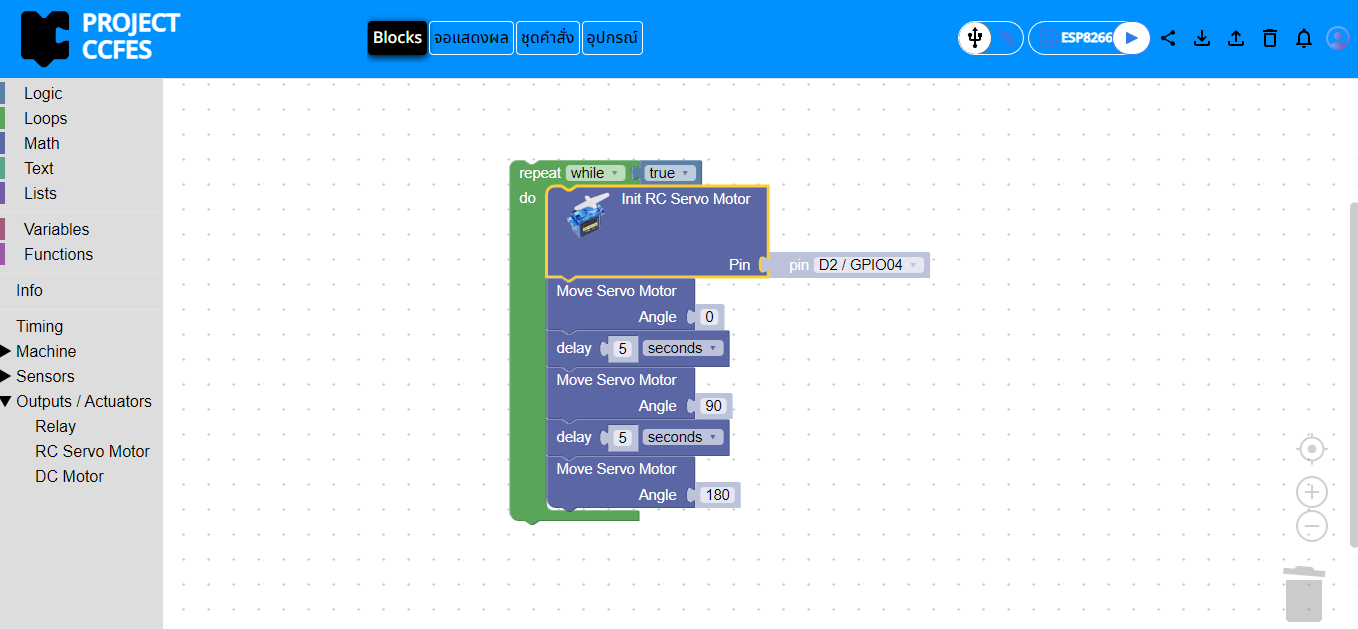 PROJECT
CCFES
Blocks
จอแสดงผล
ชุดคำสั่ง
อุปกรณ์
ESP8266
Logic
Loops
Math
Text
Lists
Variables
Functions
Info
Timing
Machine
Sensors
Outputs / Actuators
Relay
RC Servo Motor
DC Motor
repeat while true
do
Init RC Servo Motor
Pin pin D2 / GPIO04
Move Servo Motor
Angle 0
delay 5 seconds
Move Servo Motor
Angle 90
delay 5 seconds
Move Servo Motor
Angle 180